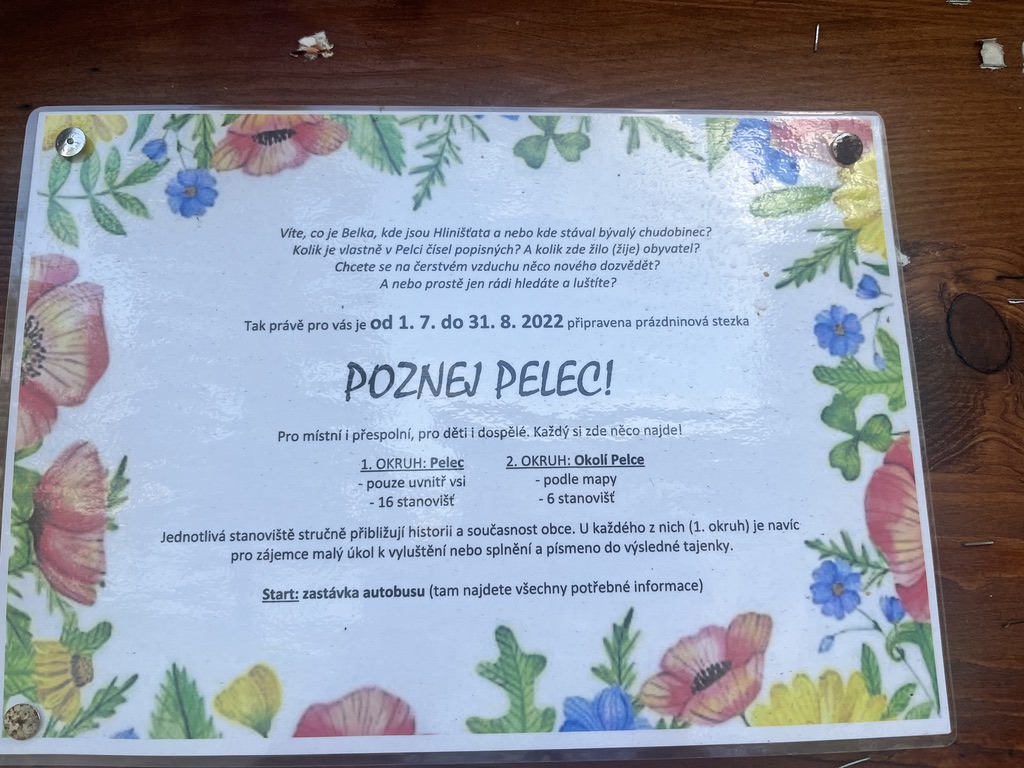 Víte, co je Belka, kde jsou Hlinišťata a nebo kde stával bývalý chudobinec?
Kolik je vlastně v Pelci čísel popisných? A kolik zde žilo (žije) obyvatel?
Chcete se na čerstvém vzduchu něco nového dozvědět?
A nebo prostě jen rádi hledáte a luštíte?
Tak právě pro vás je od 1. 7. do 31. 8. 2022 připravena prázdninová stezka
POZNEJ PELEC!
Pro místní i přespolní, pro děti i dospělé. Každý si zde něco najde!
1. OKRUH: Pelec
- pouze uvnitř vsi
- 16 stanovišť
2. OKRUH: Okolí Pelce
- podle mapy
- 6 stanovišť
Jednotlivá stanoviště stručně přibližují historii a současnost obce. U každého z nich (1. okruh) je navíc
pro zájemce malý úkol k vyluštění nebo splnění a písmeno do výsledné tajenky.
Start: zastávka autobusu (tam najdete všechny potřebné informace)